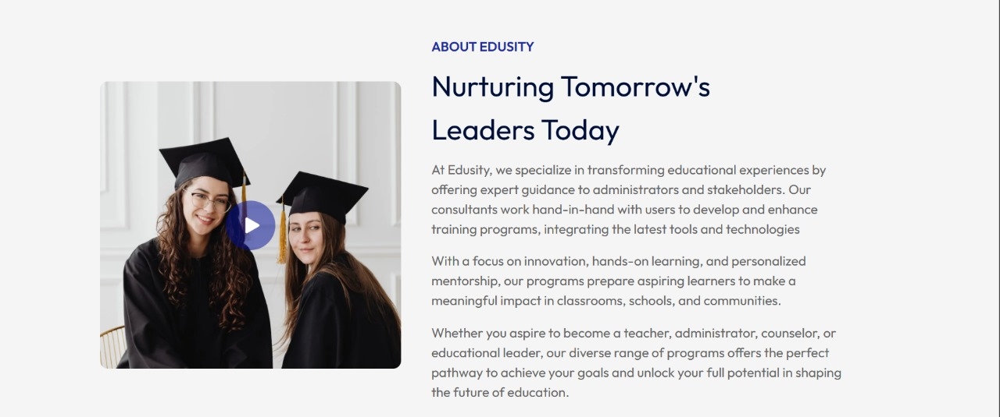 ABOUT EDUSITY
Nurturing Tomorrow's
Leaders Today
At Edusity, we specialize in transforming educational experiences by
offering expert guidance to administrators and stakeholders. Our
consultants work hand-in-hand with users to develop and enhance
training programs, integrating the latest tools and technologies
With a focus on innovation, hands-on learning, and personalized
mentorship, our programs prepare aspiring learners to make a
meaningful impact in classrooms, schools, and communities.
Whether you aspire to become a teacher, administrator, counselor, or
educational leader, our diverse range of programs offers the perfect
pathway to achieve your goals and unlock your full potential in shaping
the future of education.